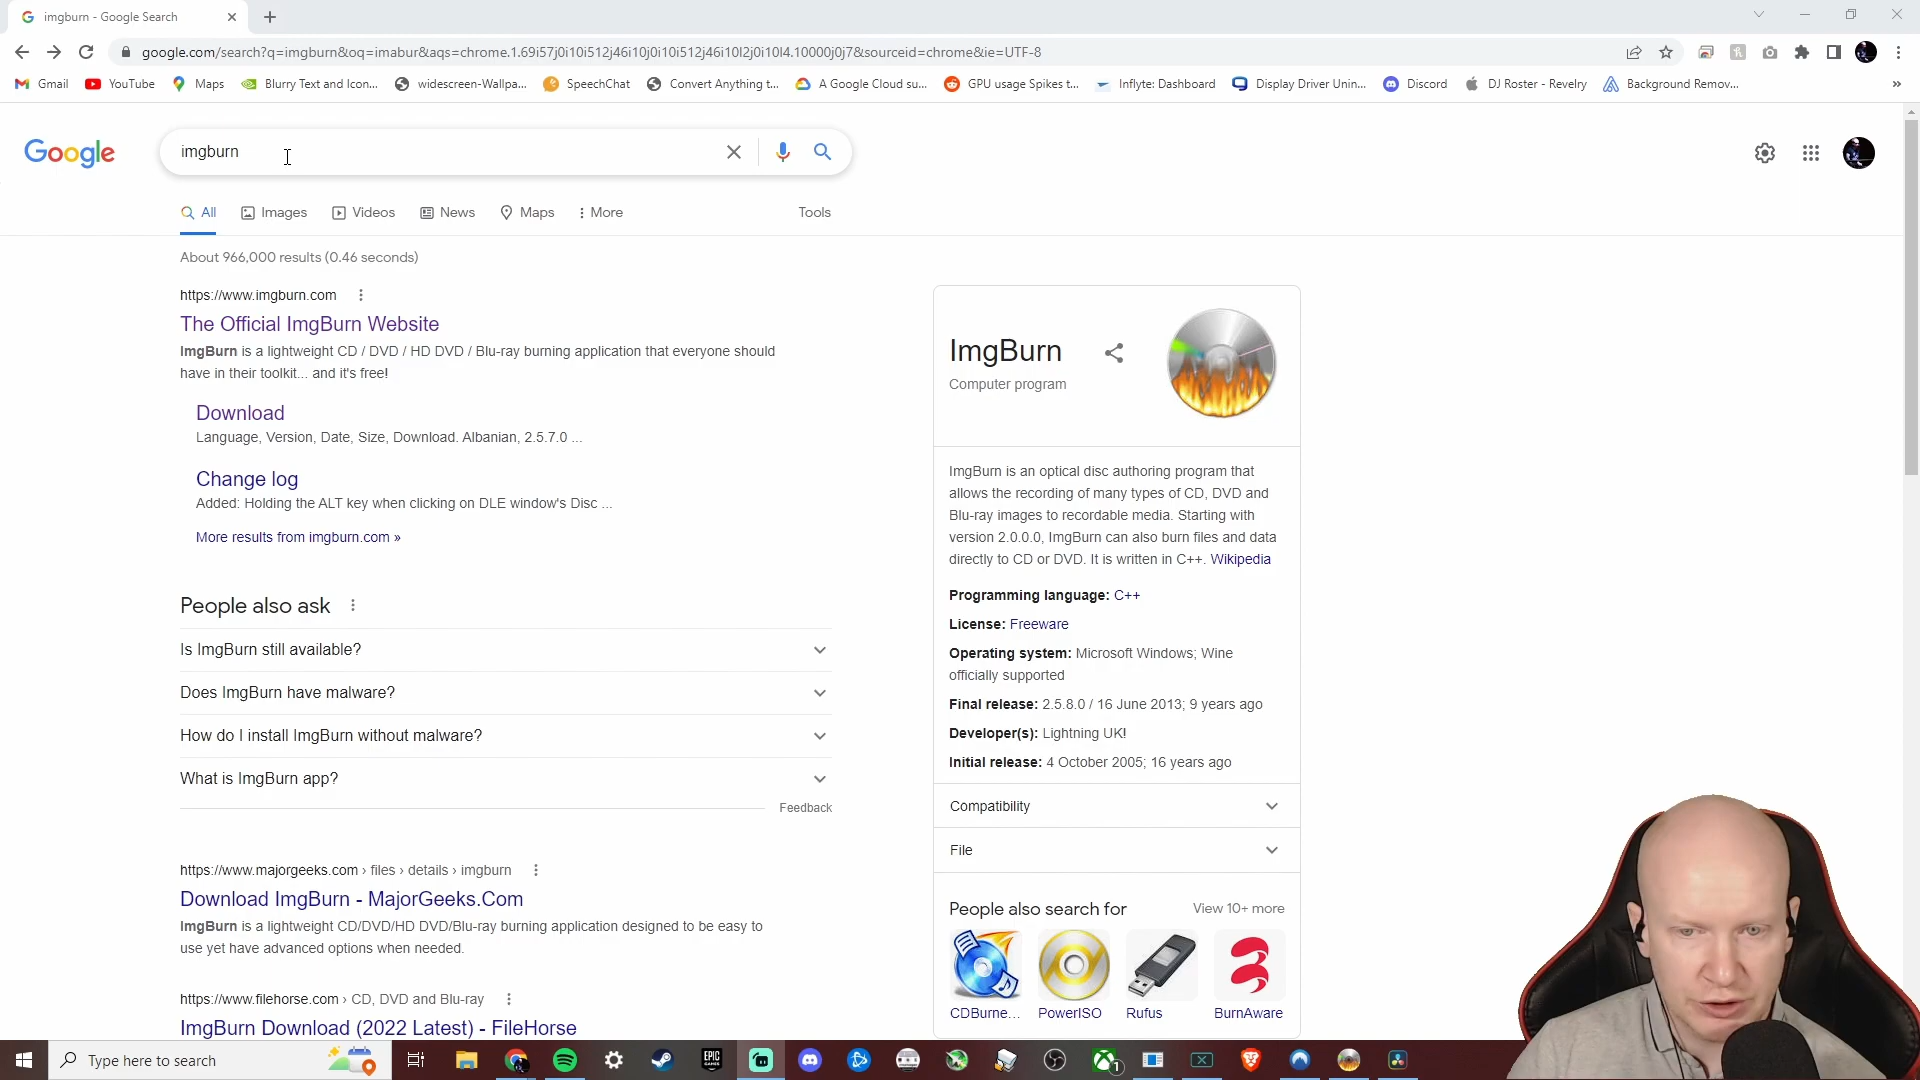 imgburn - Google Search
google.com/search?q=imgburn&oq=imabur&aqs=chrome.1.69i57j0i10i512j46i10j0i10i512j46i10l2j0i10l4.10000j0j7&sourceid=chrome&ie=UTF-8
Gmail YouTube Maps Blurry Text and Icon... widescreen-Wallpa... SpeechChat Convert Anything t... A Google Cloud su... GPU usage Spikes t... Inflyte: Dashboard Display Driver Unin... Discord DJ Roster - Revelry Background Remov... »
Google
imgburn
All Images Videos News Maps More Tools
About 966,000 results (0.46 seconds)
https://www.imgburn.com
The Official ImgBurn Website
ImgBurn is a lightweight CD / DVD / HD DVD / Blu-ray burning application that everyone should
have in their toolkit... and it's free!
Download
Language, Version, Date, Size, Download. Albanian, 2.5.7.0 ...
Change log
Added: Holding the ALT key when clicking on DLE window's Disc ...
More results from imgburn.com »
People also ask
Is ImgBurn still available?
Does ImgBurn have malware?
How do I install ImgBurn without malware?
What is ImgBurn app?
Feedback
https://www.majorgeeks.com › files › details › imgburn
Download ImgBurn - MajorGeeks.Com
ImgBurn is a lightweight CD/DVD/HD DVD/Blu-ray burning application designed to be easy to
use yet have advanced options when needed.
https://www.filehorse.com › CD, DVD and Blu-ray
ImgBurn Download (2022 Latest) - FileHorse
ImgBurn
Computer program
ImgBurn is an optical disc authoring program that
allows the recording of many types of CD, DVD and
Blu-ray images to recordable media. Starting with
version 2.0.0.0, ImgBurn can also burn files and data
directly to CD or DVD. It is written in C++. Wikipedia
Programming language: C++
License: Freeware
Operating system: Microsoft Windows; Wine
officially supported
Final release: 2.5.8.0 / 16 June 2013; 9 years ago
Developer(s): Lightning UK!
Initial release: 4 October 2005; 16 years ago
Compatibility
File
People also search for View 10+ more
CDBurne... PowerISO Rufus BurnAware
Type here to search
EPIC GAMES
1